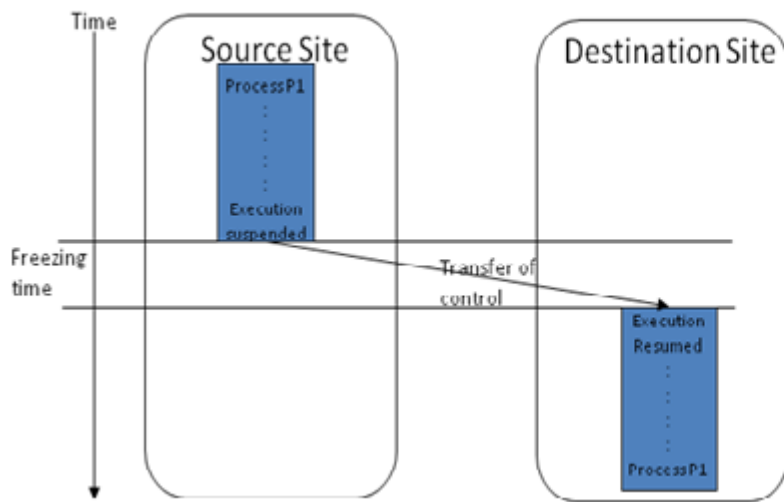 Time
Source Site
Destination Site
ProcessP1
:
:
:
:
Execution
suspended
Freezing
time
Transfer of
control
Execution
Resumed
:
:
:
:
ProcessP1